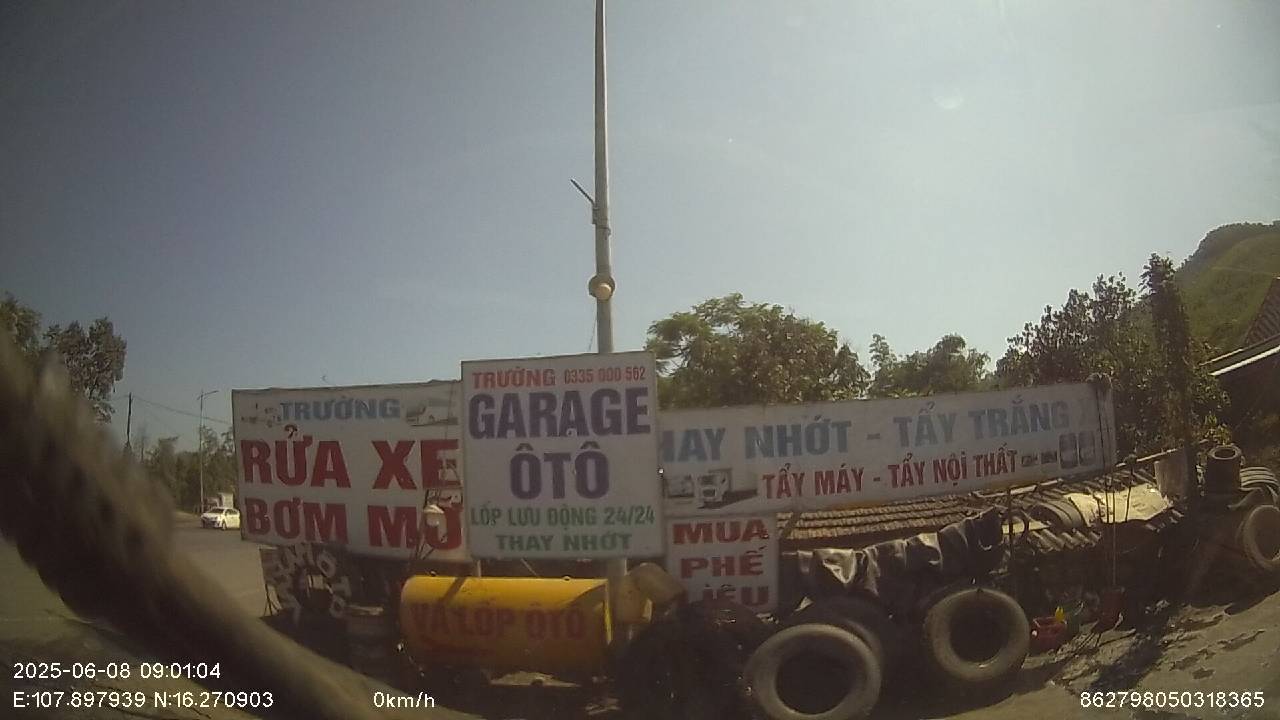 TRƯỜNG
RỬA XE
BƠM MỠ
TRƯỜNG 0335 000 562
GARAGE
ÔTÔ
LỐP LƯU ĐỘNG 24/24
THAY NHỚT
HAY NHỚT - TẨY TRẮNG
TẨY MÁY - TẨY NỘI THẤT
MUA
PHẾ
LIỆU
VÁ LỐP ÔTÔ
2025-06-08 09:01:04
E:107.897939 N:16.270903
0km/h
862798050318365